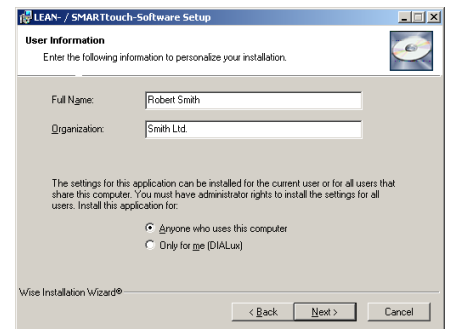 LEAN- / SMARTtouch-Software Setup
User Information
Enter the following information to personalize your installation.
Full Name: Robert Smith
Organization: Smith Ltd.
The settings for this application can be installed for the current user or for all users that
share this computer. You must have administrator rights to install the settings for all
users. Install this application for:
Anyone who uses this computer
Only for me (DIALux)
Wise Installation Wizard®
< Back Next > Cancel